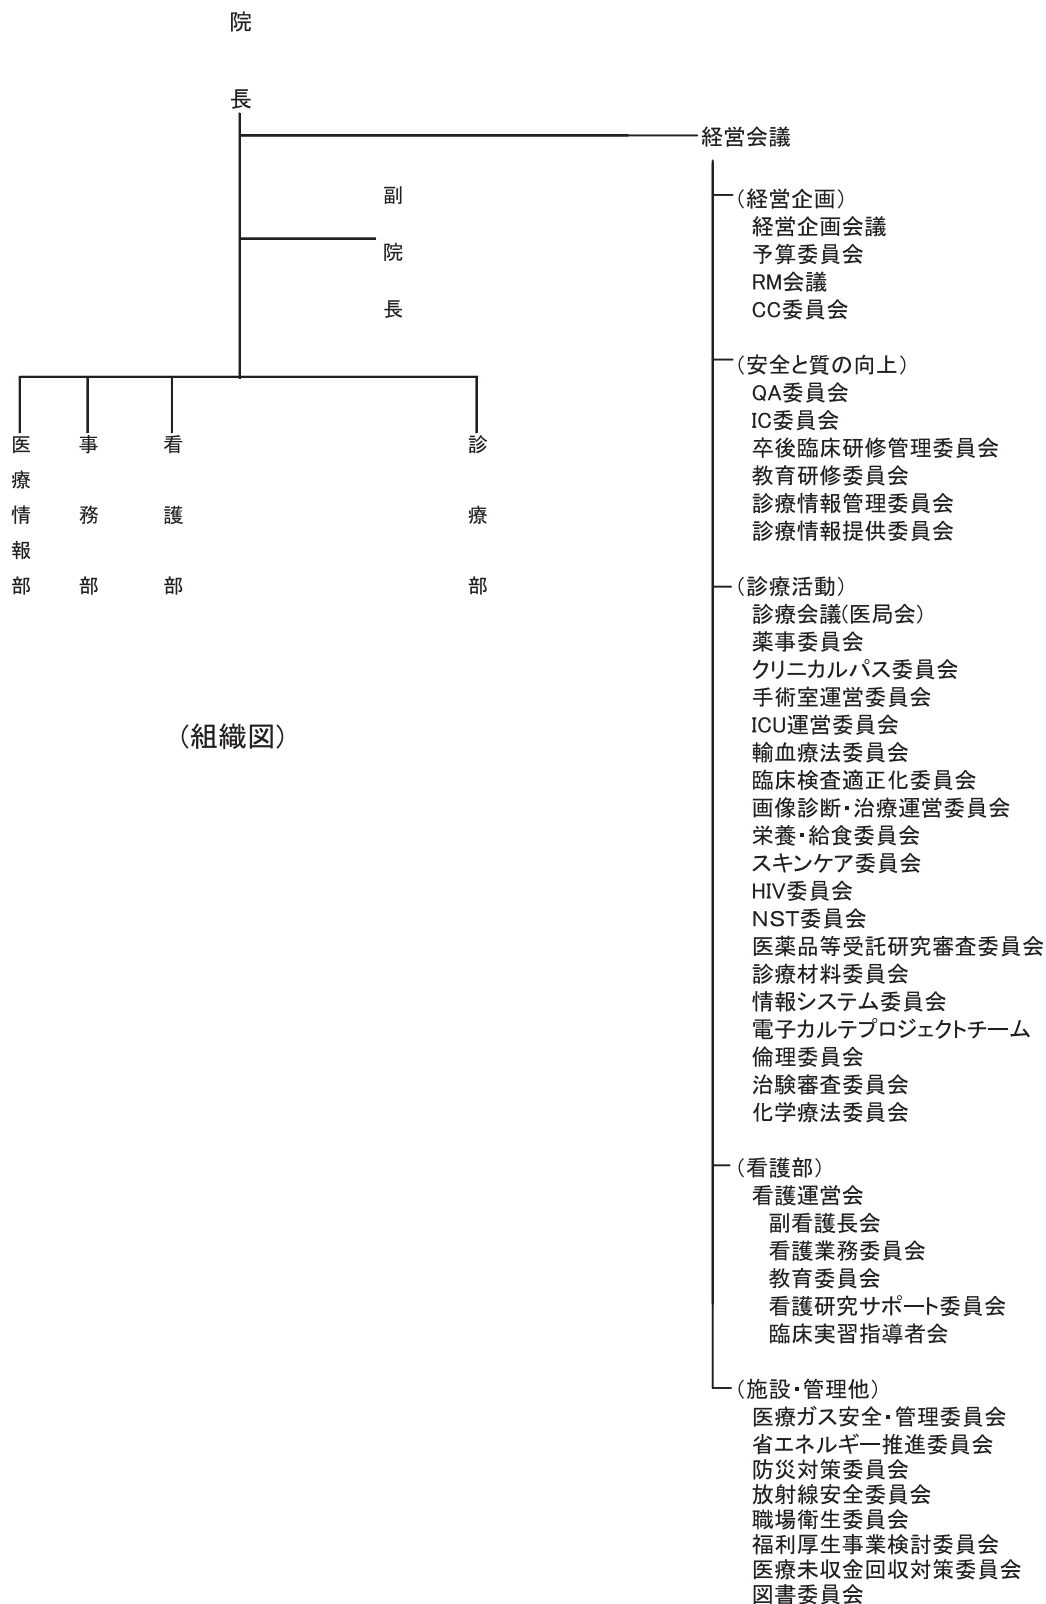 院長
経営会議
副院長
医療情報部
事務部
看護部
診療部
(組織図)
(経営企画)
経営企画会議
予算委員会
RM会議
CC委員会
(安全と質の向上)
QA委員会
IC委員会
卒後臨床研修管理委員会
教育研修委員会
診療情報管理委員会
診療情報提供委員会
(診療活動)
診療会議(医局会)
薬事委員会
クリニカルパス委員会
手術室運営委員会
ICU運営委員会
輸血療法委員会
臨床検査適正化委員会
画像診断・治療運営委員会
栄養・給食委員会
スキンケア委員会
HIV委員会
NST委員会
医薬品等受託研究審査委員会
診療材料委員会
情報システム委員会
電子カルテプロジェクトチーム
倫理委員会
治験審査委員会
化学療法委員会
(看護部)
看護運営会
副看護長会
看護業務委員会
教育委員会
看護研究サポート委員会
臨床実習指導者会
(施設・管理他)
医療ガス安全・管理委員会
省エネルギー推進委員会
防災対策委員会
放射線安全委員会
職場衛生委員会
福利厚生事業検討委員会
医療未収金回収対策委員会
図書委員会